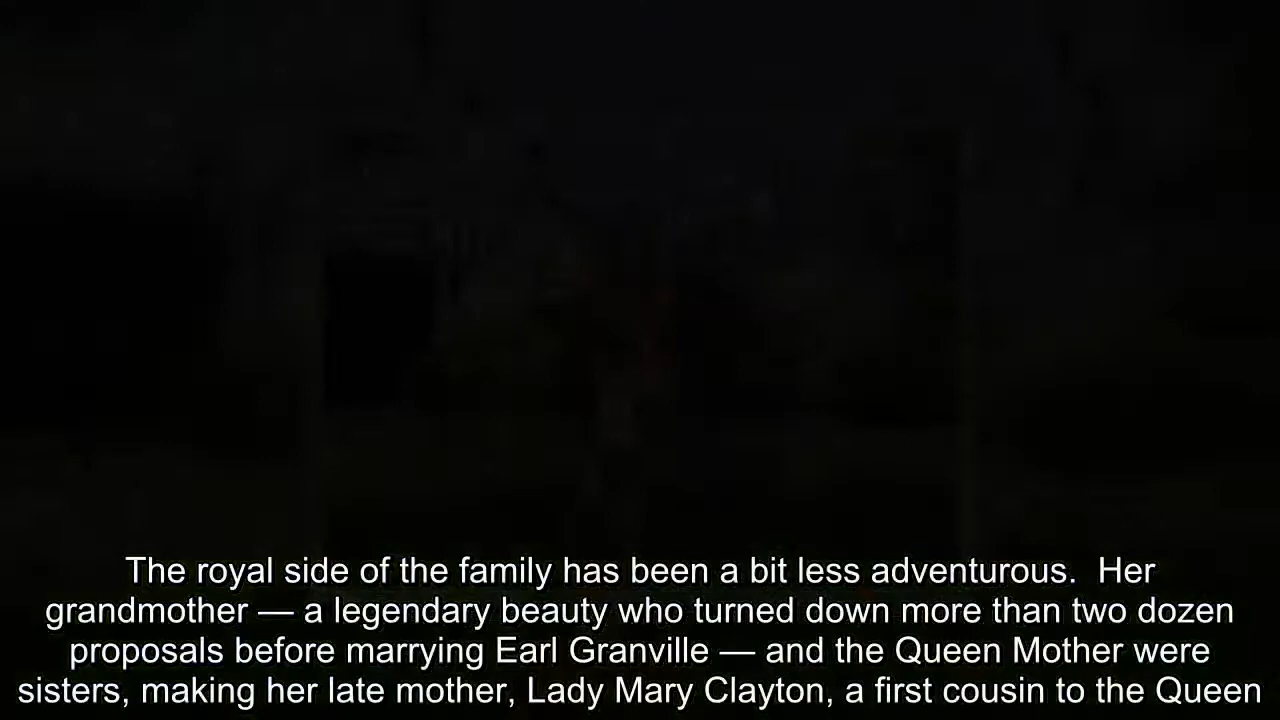 The royal side of the family has been a bit less adventurous.  Her
grandmother — a legendary beauty who turned down more than two dozen
proposals before marrying Earl Granville — and the Queen Mother were
sisters, making her late mother, Lady Mary Clayton, a first cousin to the Queen